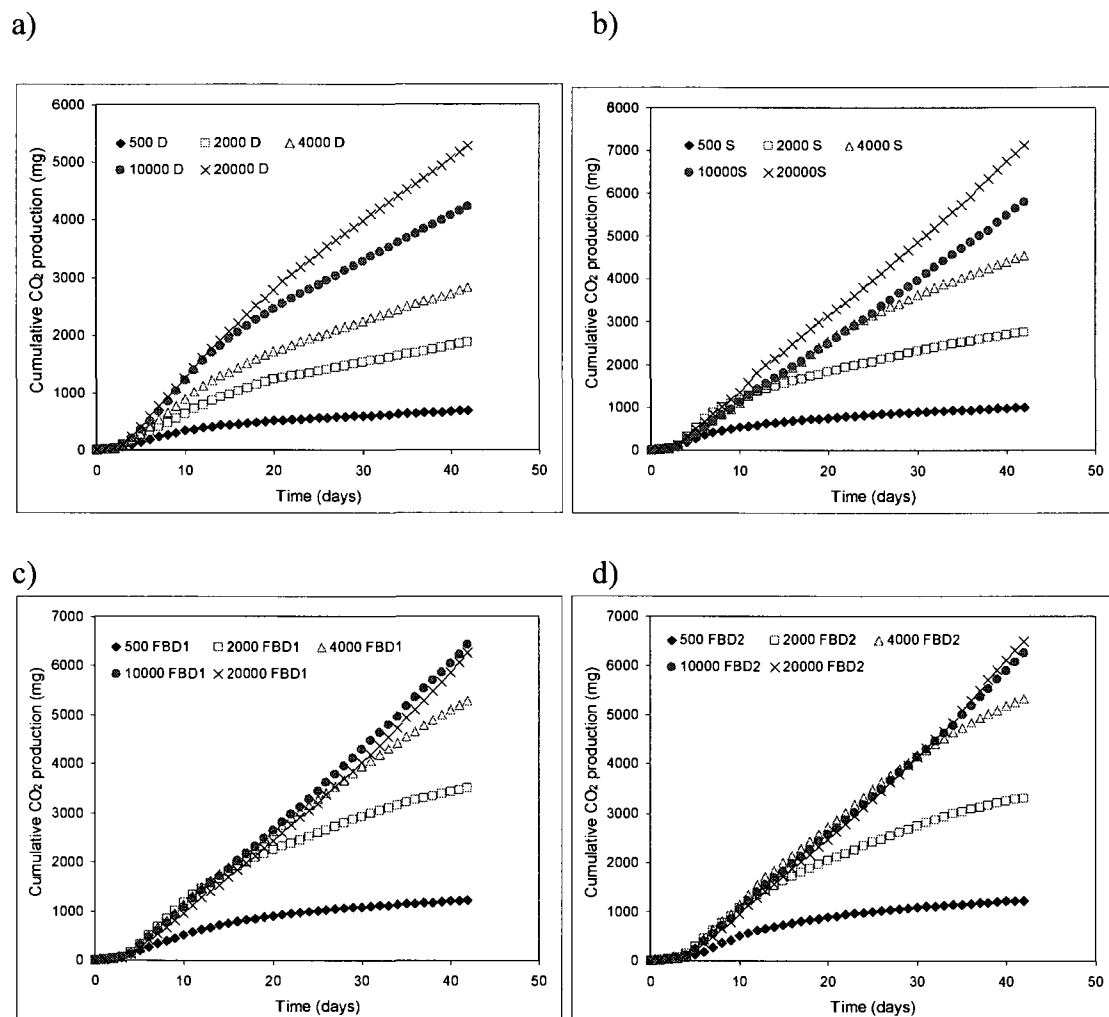 a)
b)
6000
5000
4000
3000
2000
1000
0
Cumulative CO₂ production (mg)
500 D 2000 D 4000 D
10000 D 20000 D
0 10 20 30 40 50
Time (days)
8000
7000
6000
5000
4000
3000
2000
1000
0
Cumulative CO₂ production (mg)
500 S 2000 S 4000 S
10000S 20000S
0 10 20 30 40 50
Time (days)
c)
d)
7000
6000
5000
4000
3000
2000
1000
0
Cumulative CO₂ production (mg)
500 FBD1 2000 FBD1 4000 FBD1
10000 FBD1 20000 FBD1
0 10 20 30 40 50
Time (days)
7000
6000
5000
4000
3000
2000
1000
0
Cumulative CO₂ production (mg)
500 FBD2 2000 FBD2 4000 FBD2
10000 FBD2 20000 FBD2
0 10 20 30 40 50
Time (days)